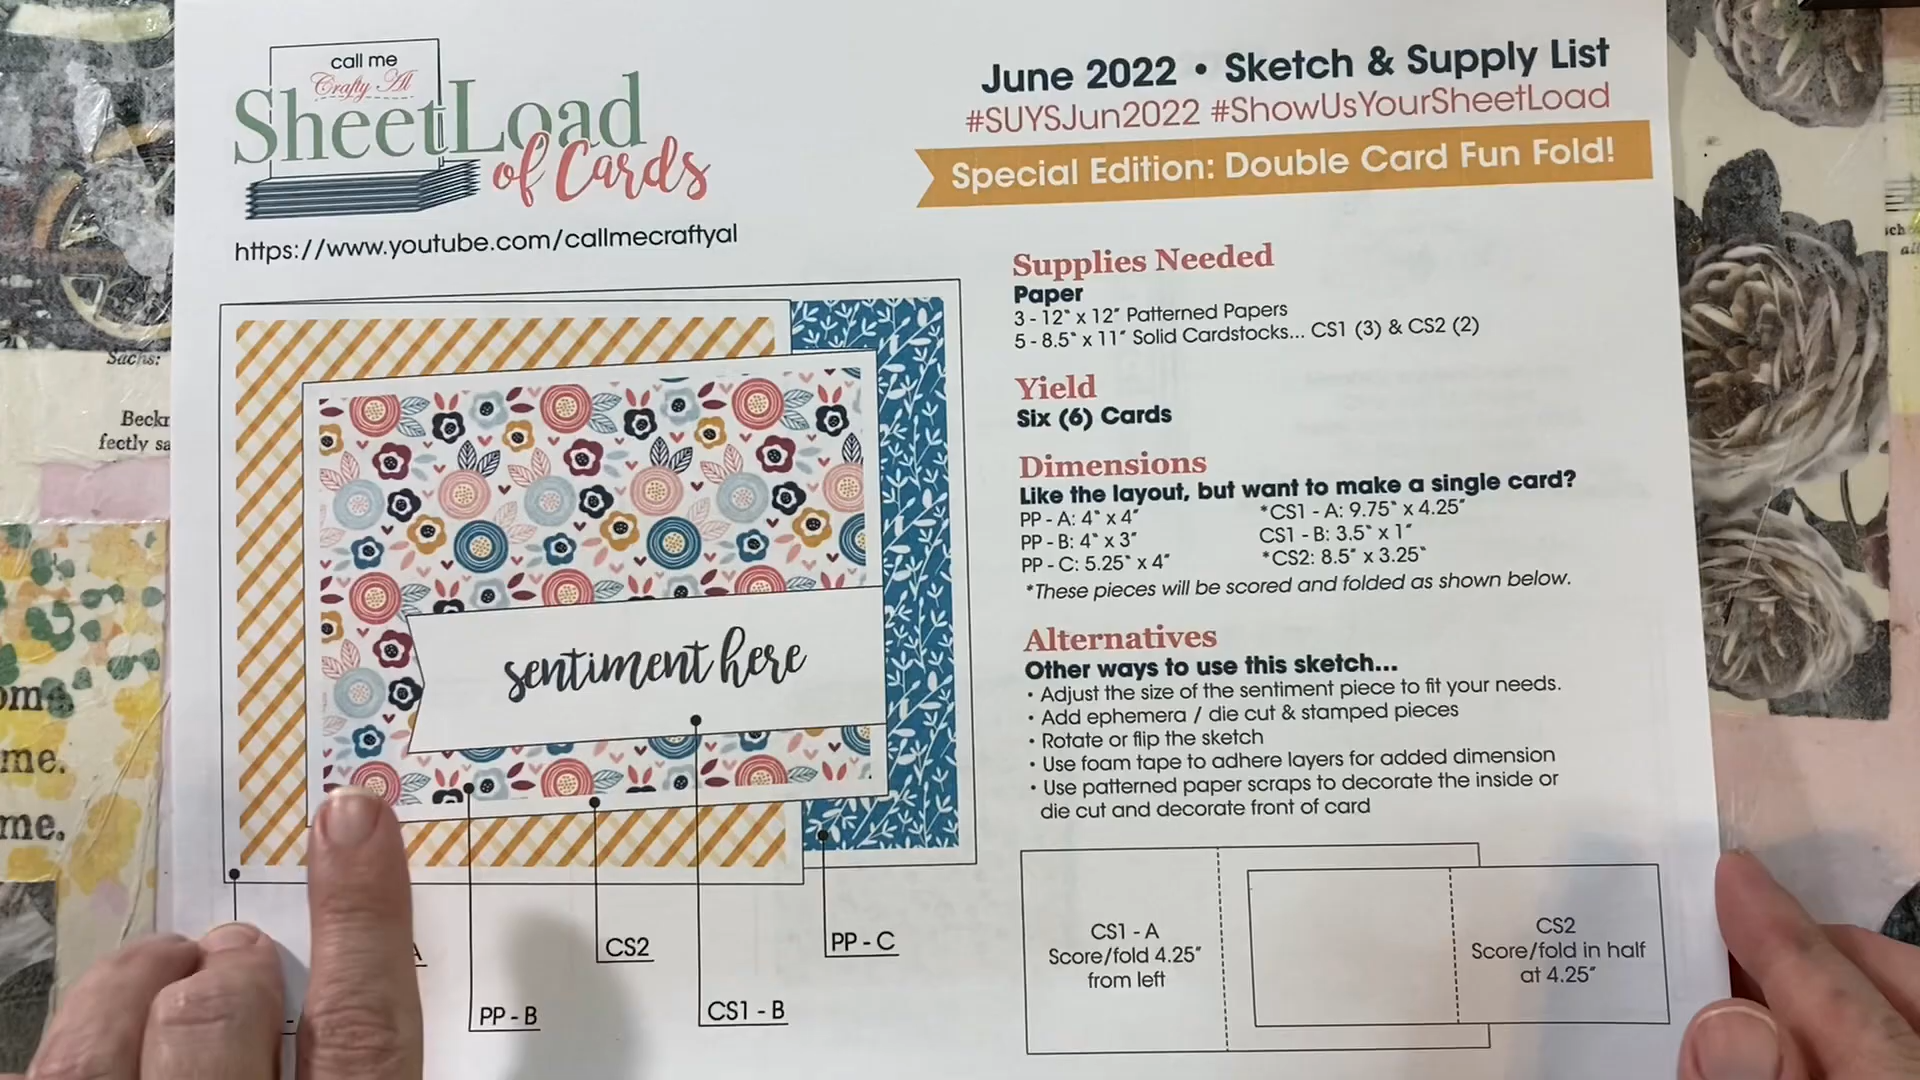 call me
Crafty Al
SheetLoad
of Cards
https://www.youtube.com/callmecraftyal
June 2022 • Sketch & Supply List
#SUYSJun2022 #ShowUsYourSheetLoad
Special Edition: Double Card Fun Fold!
Supplies Needed
Paper
3 - 12" x 12" Patterned Papers
5 - 8.5" x 11" Solid Cardstocks... CS1 (3) & CS2 (2)
Yield
Six (6) Cards
Dimensions
Like the layout, but want to make a single card?
PP - A: 4" x 4"
PP - B: 4" x 3"
PP - C: 5.25" x 4"
*CS1 - A: 9.75" x 4.25"
CS1 - B: 3.5" x 1"
*CS2: 8.5" x 3.25"
*These pieces will be scored and folded as shown below.
Alternatives
Other ways to use this sketch...
• Adjust the size of the sentiment piece to fit your needs.
• Add ephemera / die cut & stamped pieces
• Rotate or flip the sketch
• Use foam tape to adhere layers for added dimension
• Use patterned paper scraps to decorate the inside or
die cut and decorate front of card
sentiment here
A
CS2
PP - C
PP - B
CS1 - B
CS1 - A
Score/fold 4.25"
from left
CS2
Score/fold in half
at 4.25"
Sachs:
Beckr
fectly sa
ome
me.
me.